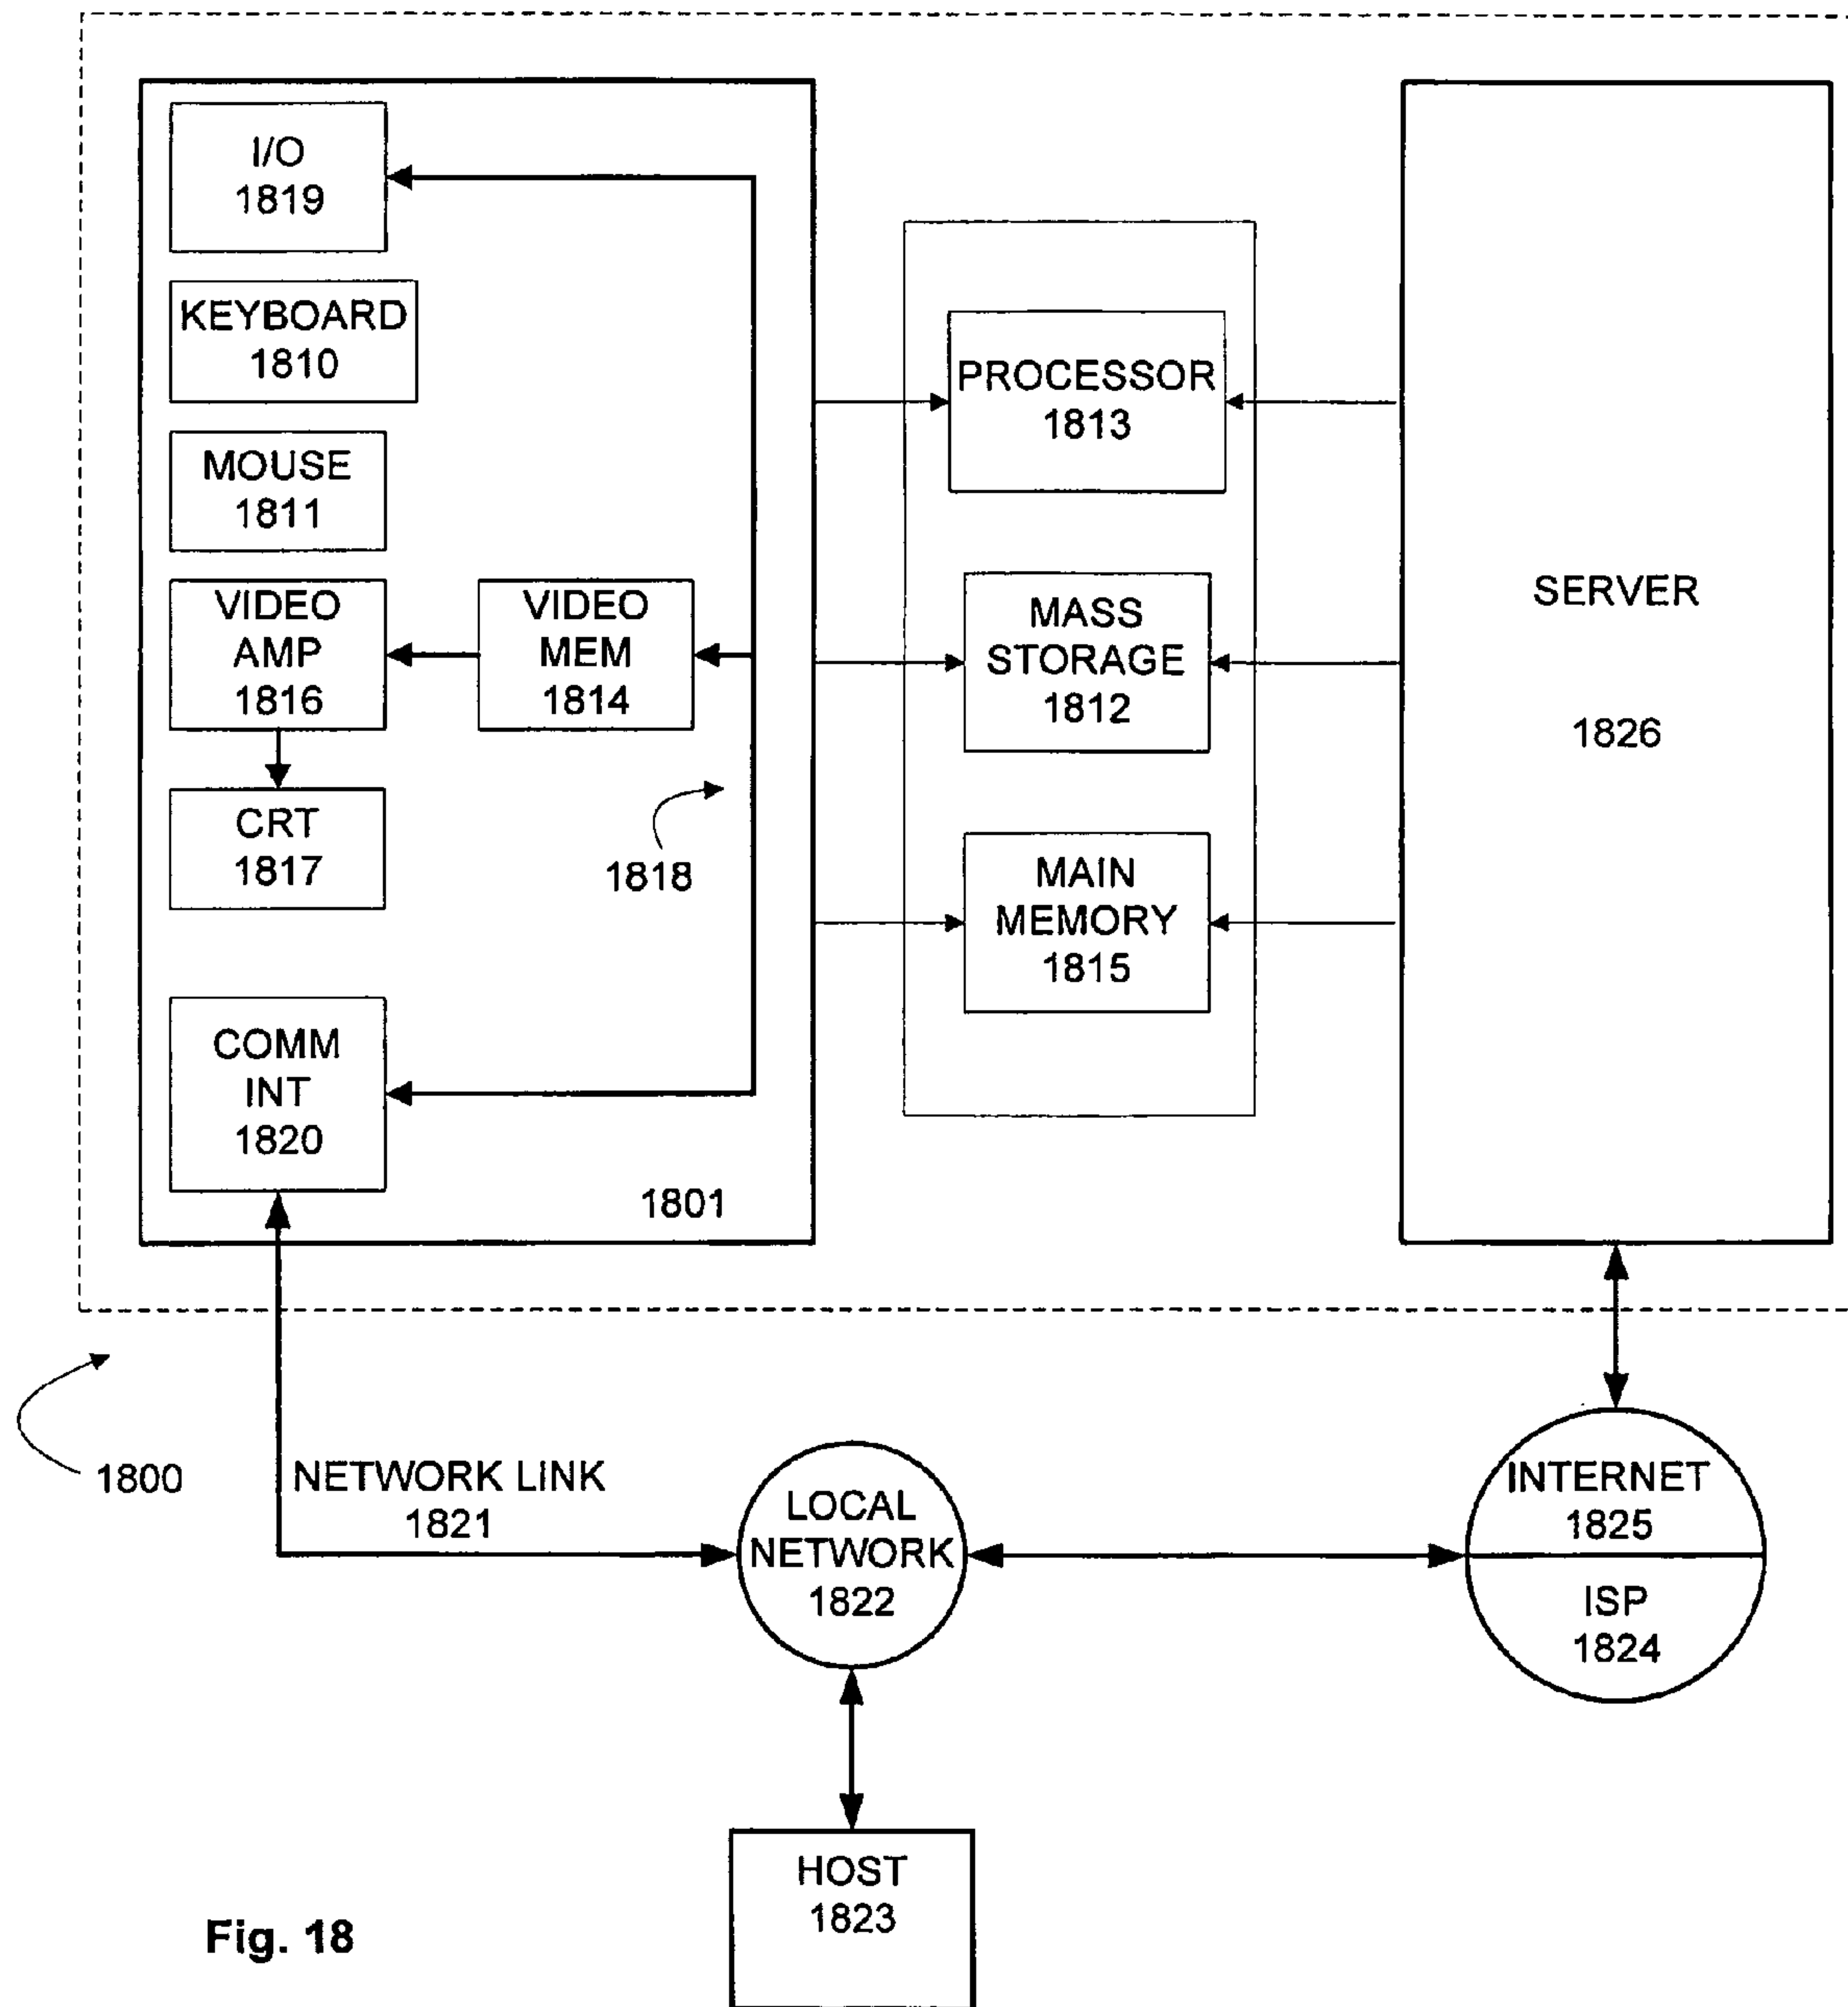 I/O
1819
KEYBOARD
1810
MOUSE
1811
VIDEO
AMP
1816
VIDEO
MEM
1814
CRT
1817
1818
COMM
INT
1820
1801
PROCESSOR
1813
MASS
STORAGE
1812
MAIN
MEMORY
1815
SERVER
1826
1800
NETWORK LINK
1821
LOCAL
NETWORK
1822
INTERNET
1825
ISP
1824
HOST
1823
Fig. 18